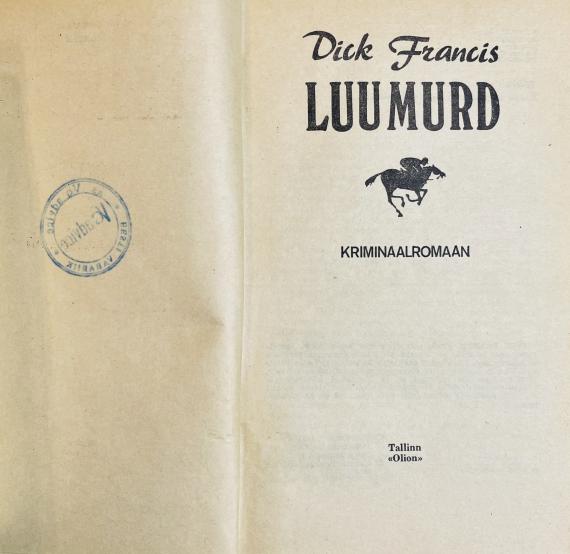 Dick Francis
LUUMURD
KRIMINAALROMAAN
Tallinn
«Olion»